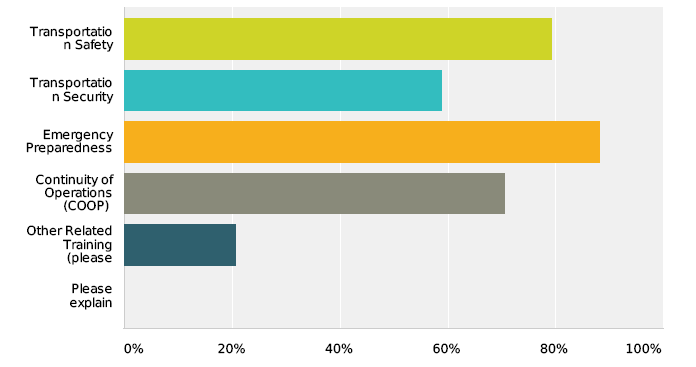 Transportatio
n Safety
Transportatio
n Security
Emergency
Preparedness
Continuity of
Operations
(COOP)
Other Related
Training
(please
Please
explain
0% 20% 40% 60% 80% 100%